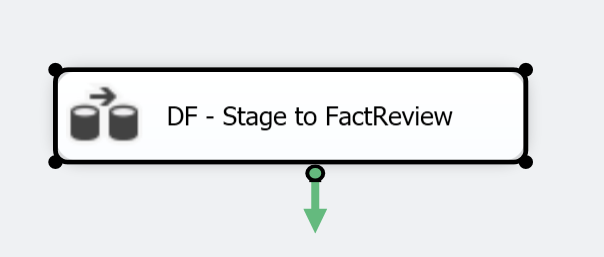 DF - Stage to FactReview